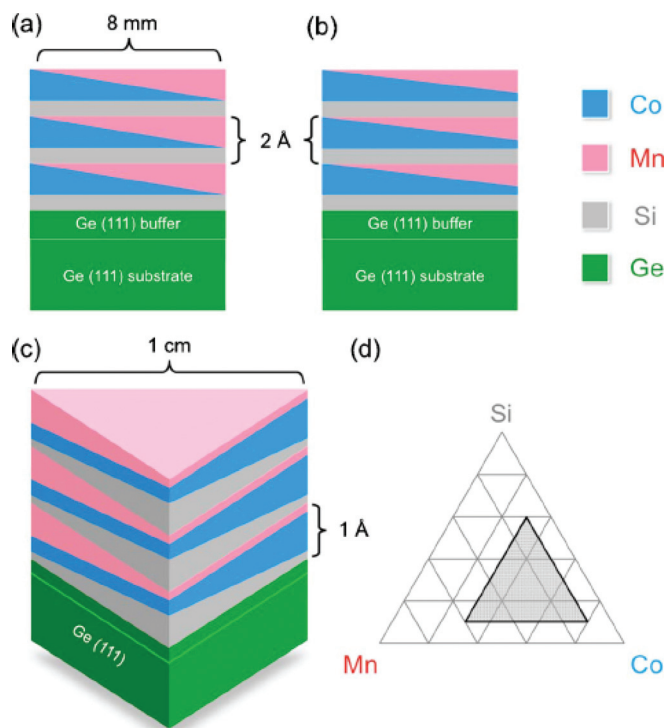 (a)
8 mm
2 Å
Ge (111) buffer
Ge (111) substrate
(b)
Ge (111) buffer
Ge (111) substrate
Co
Mn
Si
Ge
(c)
1 cm
1 Å
Ge (111)
(d)
Si
Mn
Co